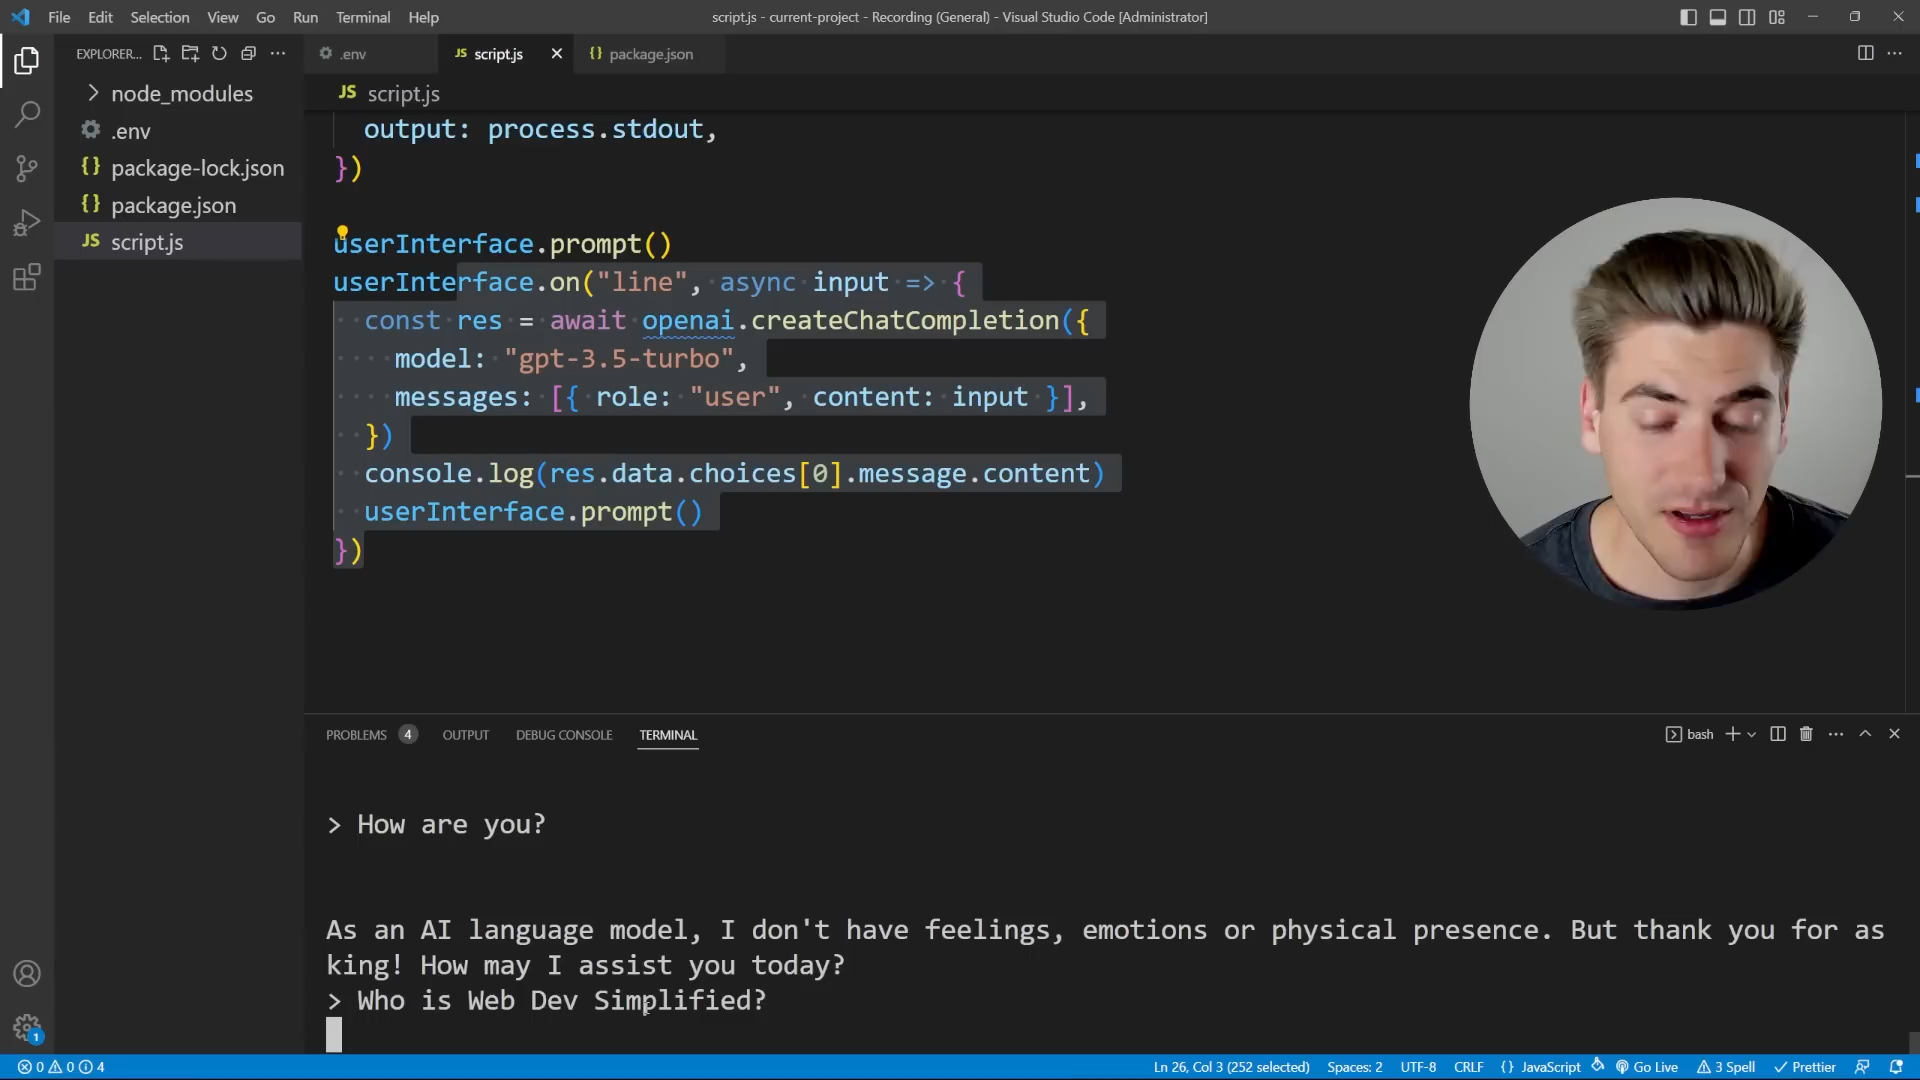 File Edit Selection View Go Run Terminal Help
script.js - current-project - Recording (General) - Visual Studio Code [Administrator]
EXPLORER...
.env
JS script.js
{} package.json
node_modules
.env
{} package-lock.json
{} package.json
JS script.js
JS script.js
output: process.stdout,
})
userInterface.prompt()
userInterface.on("line", async input => {
const res = await openai.createChatCompletion({
model: "gpt-3.5-turbo",
messages: [{ role: "user", content: input }],
})
console.log(res.data.choices[0].message.content)
userInterface.prompt()
})
PROBLEMS 4 OUTPUT DEBUG CONSOLE TERMINAL
bash
> How are you?
As an AI language model, I don't have feelings, emotions or physical presence. But thank you for as
king! How may I assist you today?
> Who is Web Dev Simplified?
1
0 0 4
Ln 26, Col 3 (252 selected) Spaces: 2 UTF-8 CRLF {} JavaScript Go Live 3 Spell Prettier